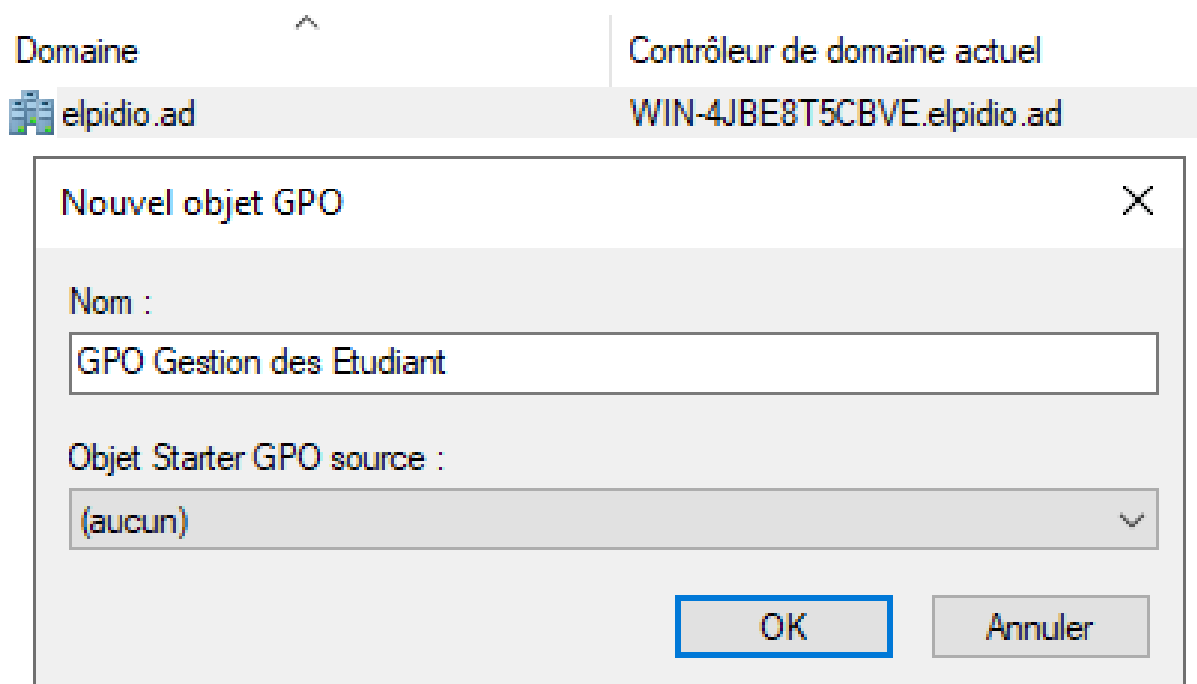 Domaine
Contrôleur de domaine actuel
elpidio.ad
WIN-4JBE8T5CBVE.elpidio.ad
Nouvel objet GPO
Nom :
GPO Gestion des Etudiant
Objet Starter GPO source :
(aucun)
OK
Annuler